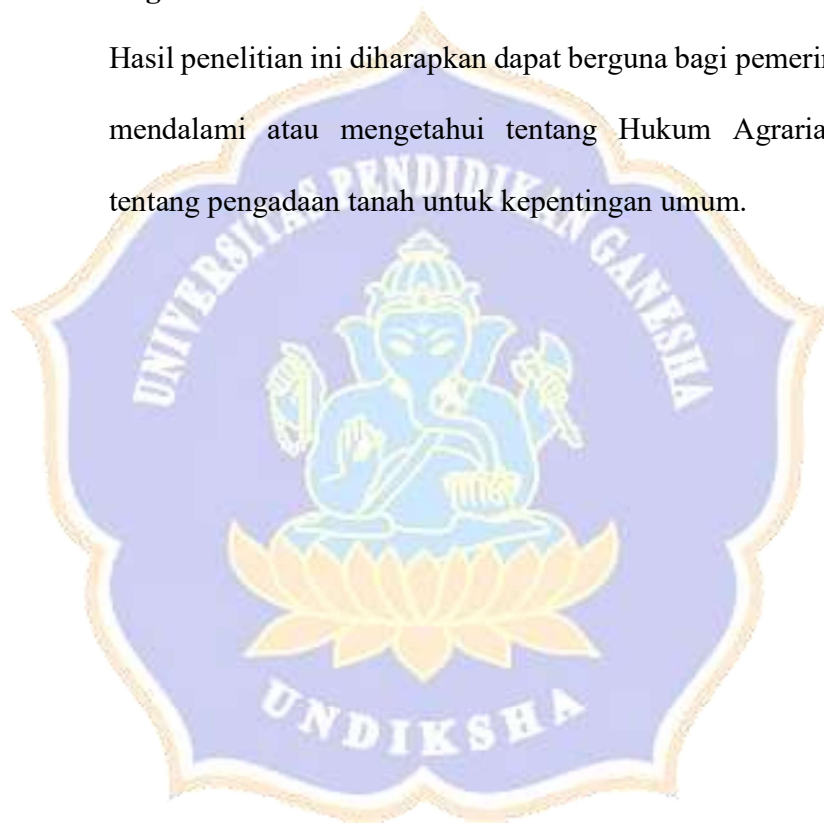 Hasil penelitian ini diharapkan dapat berguna bagi
mendalami atau mengetahui tentang Hukum Agraria
tentang pengadaan tanah untuk kepentingan umum.
UNIVERSITAS PENDIDIKAN GANESHA
UNDIKSHA